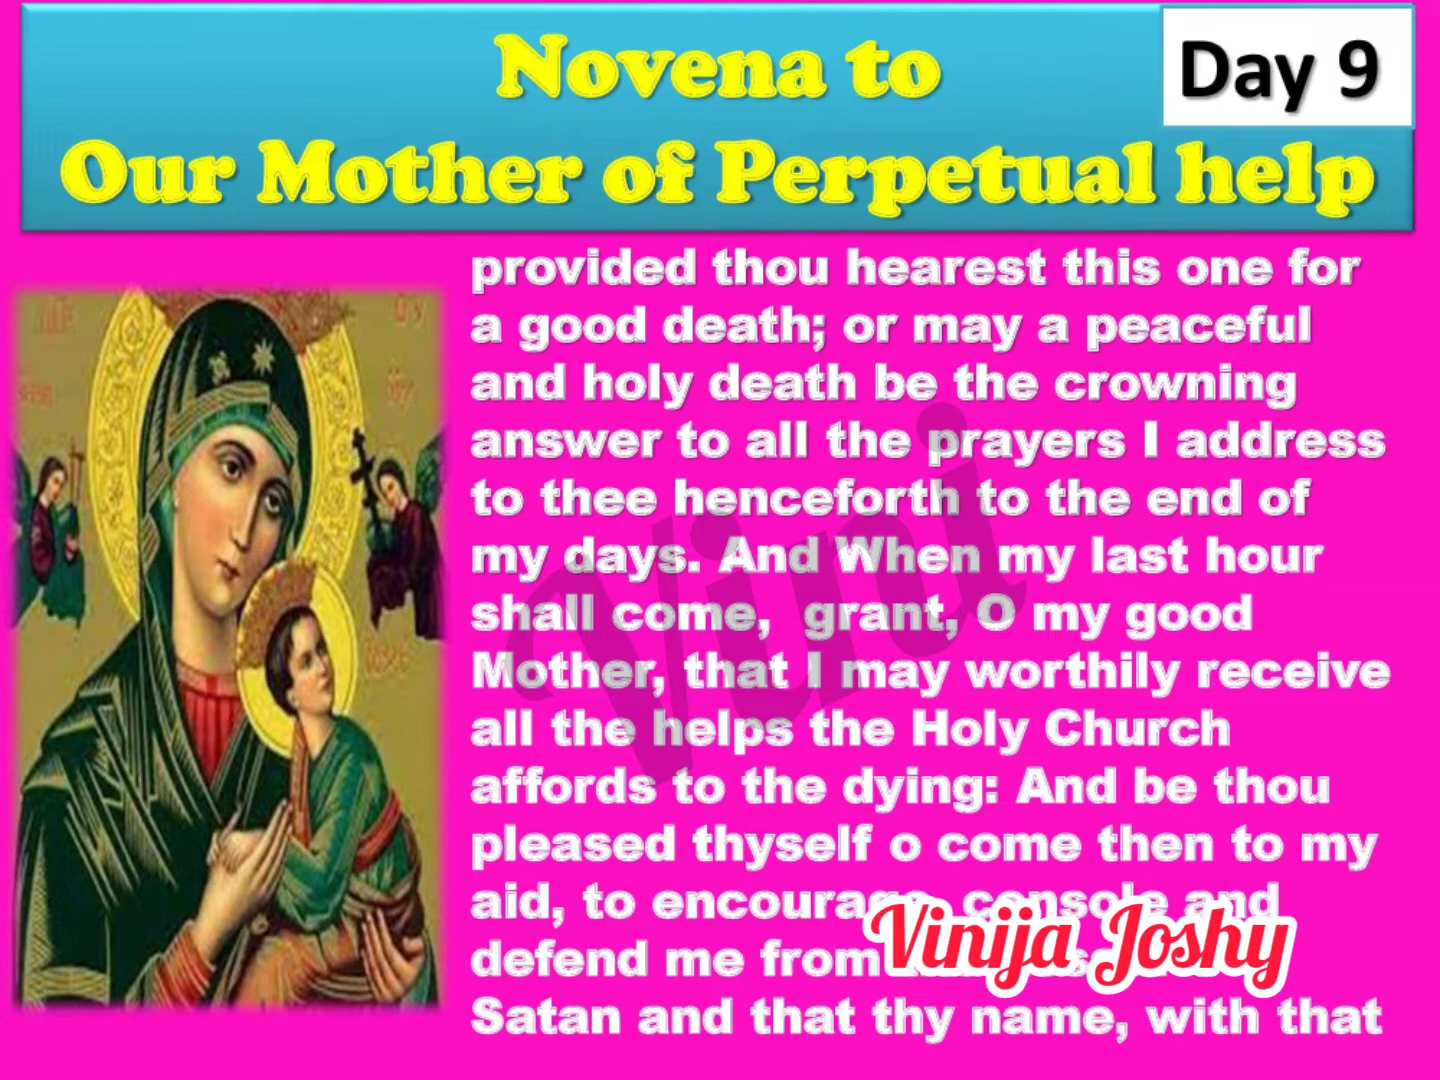 Novena to
Day 9
Our Mother of Perpetual help
provided thou hearest this one for
a good death; or may a peaceful
and holy death be the crowning
answer to all the prayers I address
to thee henceforth to the end of
my days. And When my last hour
shall come, grant, O my good
Mother, that I may worthily receive
all the helps the Holy Church
affords to the dying: And be thou
pleased thyself o come then to my
aid, to encourage, console and
defend me from
Satan and that thy name, with that
Vini
Vinija Joshy